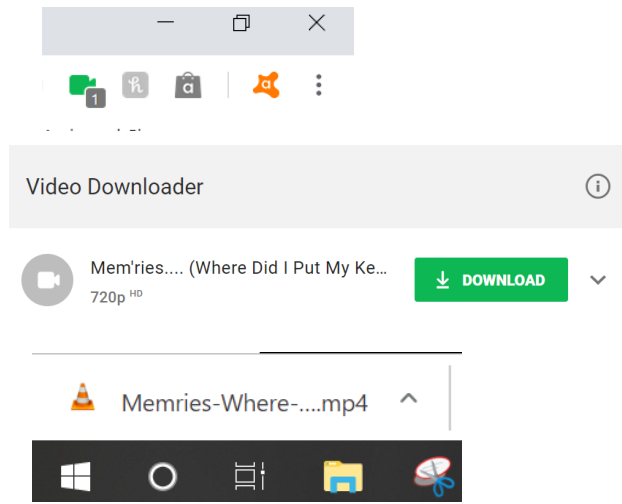 1
Video Downloader
Mem'ries.... (Where Did I Put My Ke...
720p HD
DOWNLOAD
Memries-Where-....mp4